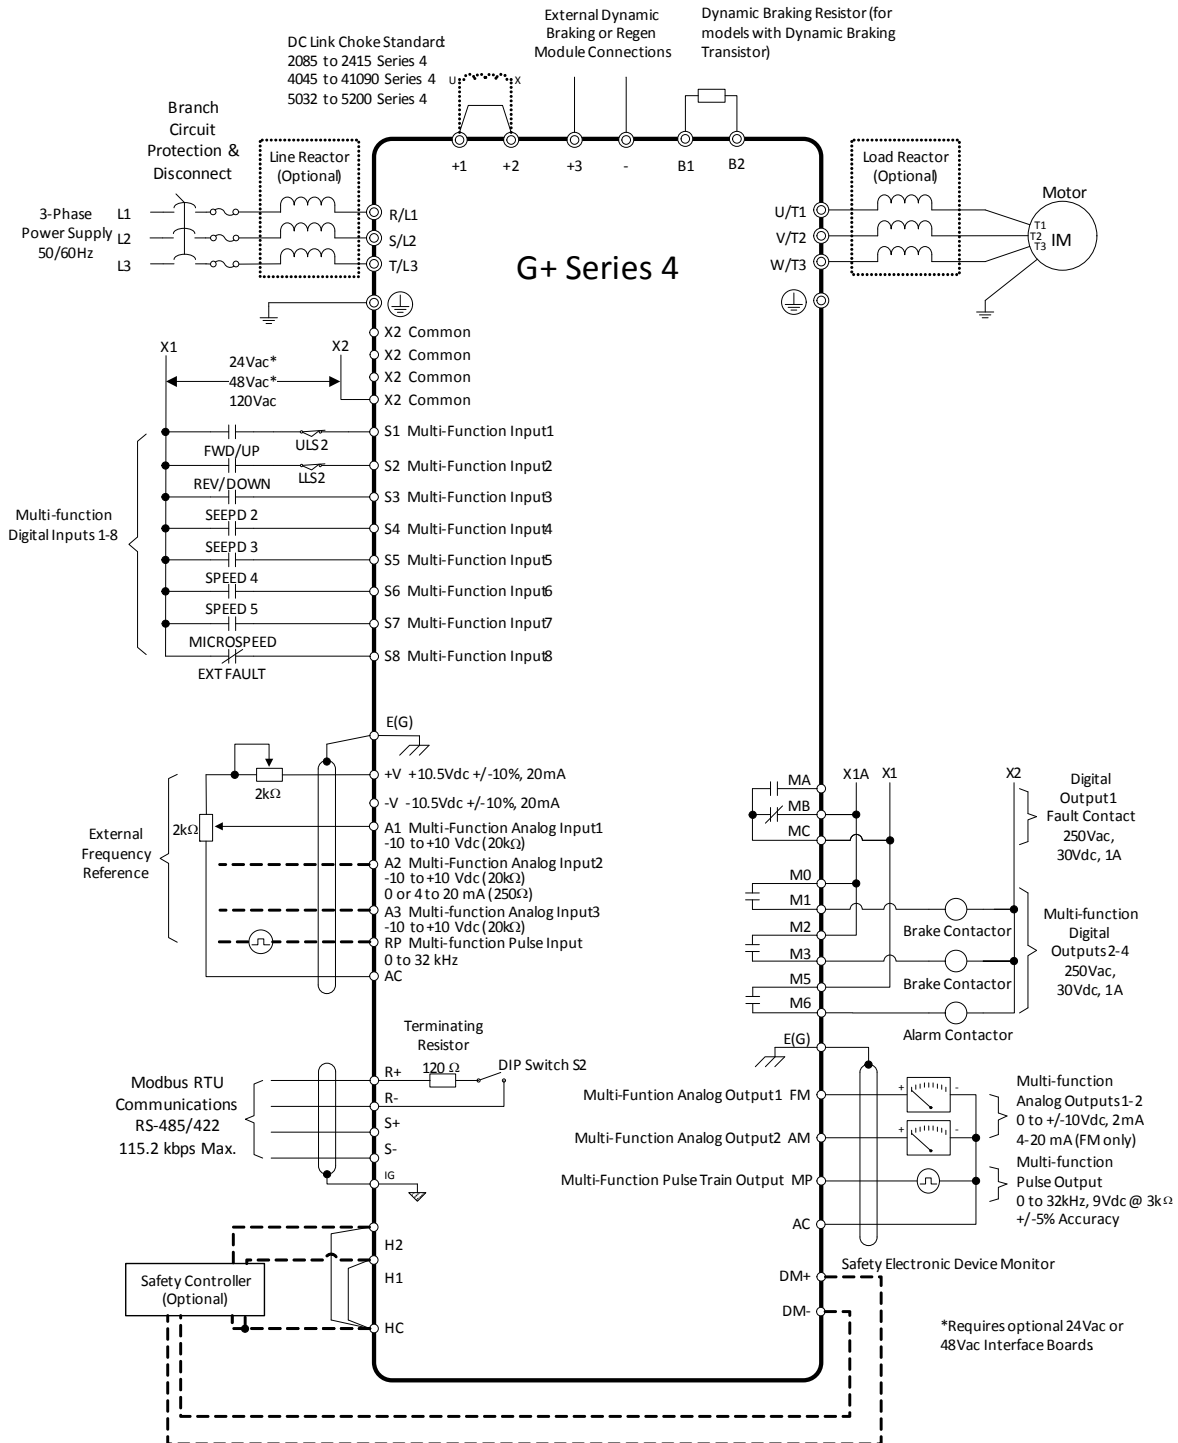 External Dynamic
Braking or Regen
Module Connections
Dynamic Braking Resistor (for
models with Dynamic Braking
Transistor)
DC Link Choke Standard:
2085 to 2415 Series 4
4045 to 41090 Series 4
5032 to 5200 Series 4
U X
Branch
Circuit
Protection &
Disconnect
Line Reactor
(Optional)
+1 +2 +3 - B1 B2
Load Reactor
(Optional)
Motor
3-Phase
Power Supply
50/60Hz
L1
L2
L3
R/L1
S/L2
T/L3
G+ Series 4
U/T1
V/T2
W/T3
T1
T2
T3
IM
X2 Common
X2 Common
X2 Common
X2 Common
X1
X2
24Vac*
48Vac*
120Vac
Multi-function
Digital Inputs 1-8
S1 Multi-Function Input1
ULS2
FWD/UP
S2 Multi-Function Input2
LLS2
REV/DOWN
S3 Multi-Function Input3
SEEPD 2
S4 Multi-Function Input4
SEEPD 3
S5 Multi-Function Input5
SPEED 4
S6 Multi-Function Input6
SPEED 5
S7 Multi-Function Input7
MICROSPEED
S8 Multi-Function Input8
EXT FAULT
E(G)
External
Frequency
Reference
2kΩ
2kΩ
+V +10.5Vdc +/-10%, 20mA
-V -10.5Vdc +/-10%, 20mA
A1 Multi-Function Analog Input1
-10 to +10 Vdc (20kΩ)
A2 Multi-Function Analog Input2
-10 to +10 Vdc (20kΩ)
0 or 4 to 20 mA (250Ω)
A3 Multi-function Analog Input3
-10 to +10 Vdc (20kΩ)
RP Multi-function Pulse Input
0 to 32 kHz
AC
MA
MB
MC
X1A X1 X2
Digital
Output1
Fault Contact
250Vac,
30Vdc, 1A
M0
M1
Brake Contactor
M2
M3
Brake Contactor
M5
M6
Alarm Contactor
Multi-function
Digital
Outputs 2-4
250Vac,
30Vdc, 1A
E(G)
Terminating
Resistor
120 Ω
DIP Switch S2
Modbus RTU
Communications
RS-485/422
115.2 kbps Max.
R+
R-
S+
S-
IG
Multi-Funtion Analog Output1 FM
+ -
Multi-Function Analog Output2 AM
+ -
Multi-function
Analog Outputs 1-2
0 to +/-10Vdc, 2mA
4-20 mA (FM only)
Multi-Function Pulse Train Output MP
Multi-function
Pulse Output
0 to 32kHz, 9Vdc @ 3kΩ
+/-5% Accuracy
AC
Safety Electronic Device Monitor
DM+
DM-
H2
H1
HC
Safety Controller
(Optional)
*Requires optional 24Vac or
48Vac Interface Boards